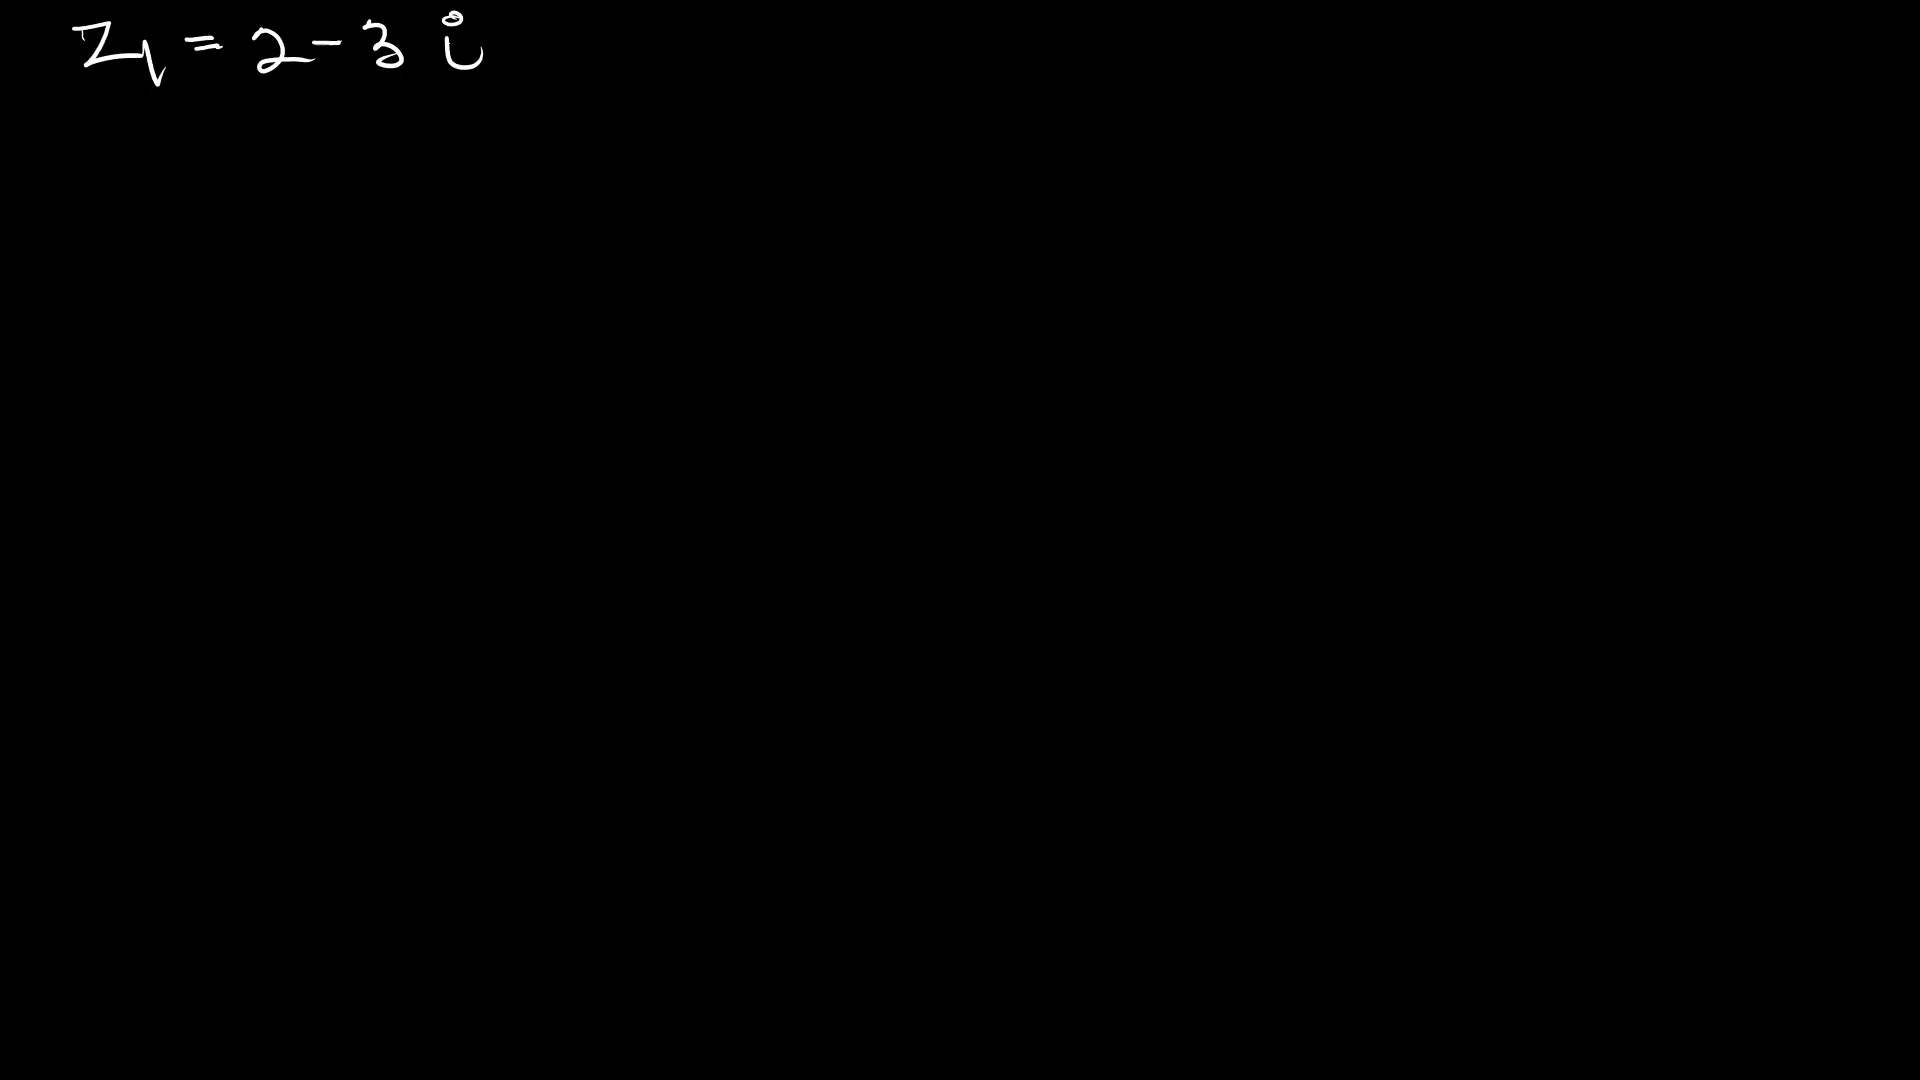 z₁ = 2 - 3 i